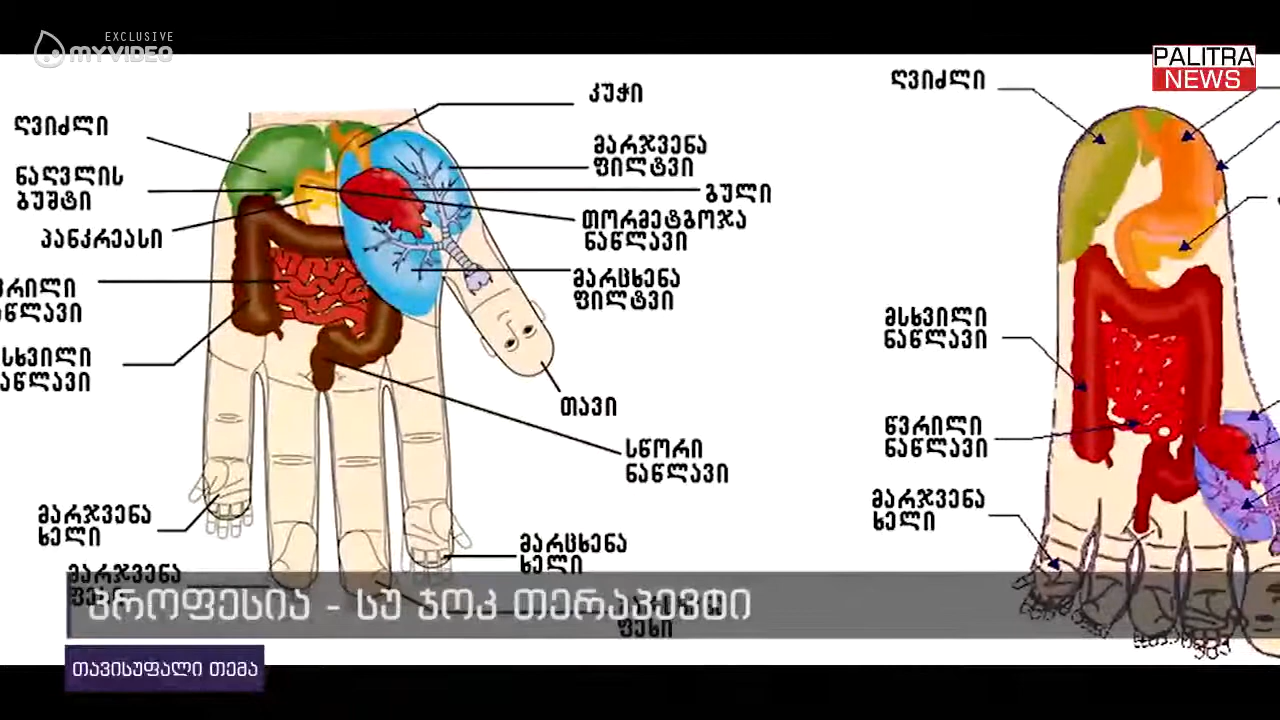 EXCLUSIVE
MYVIDEO
PALITRA
NEWS
ღვიძლი
ნაღვლის
ბუშტი
პანკრეასი
ნაწლავი
კუჭი
მარჯვენა
ფილტვი
გული
თორმეტგოჯა
ნაწლავი
მარცხენა
ფილტვი
თავი
სწორი
ნაწლავი
მარჯვენა
ხელი
მარცხენა
ხელი
მარჯვენა
ფეხი
ღვიძლი
მსხვილი
ნაწლავი
წვრილი
ნაწლავი
მარჯვენა
ხელი
პროფესია - სუ ჯოკ თერაპევტი
თავისუფალი თემა